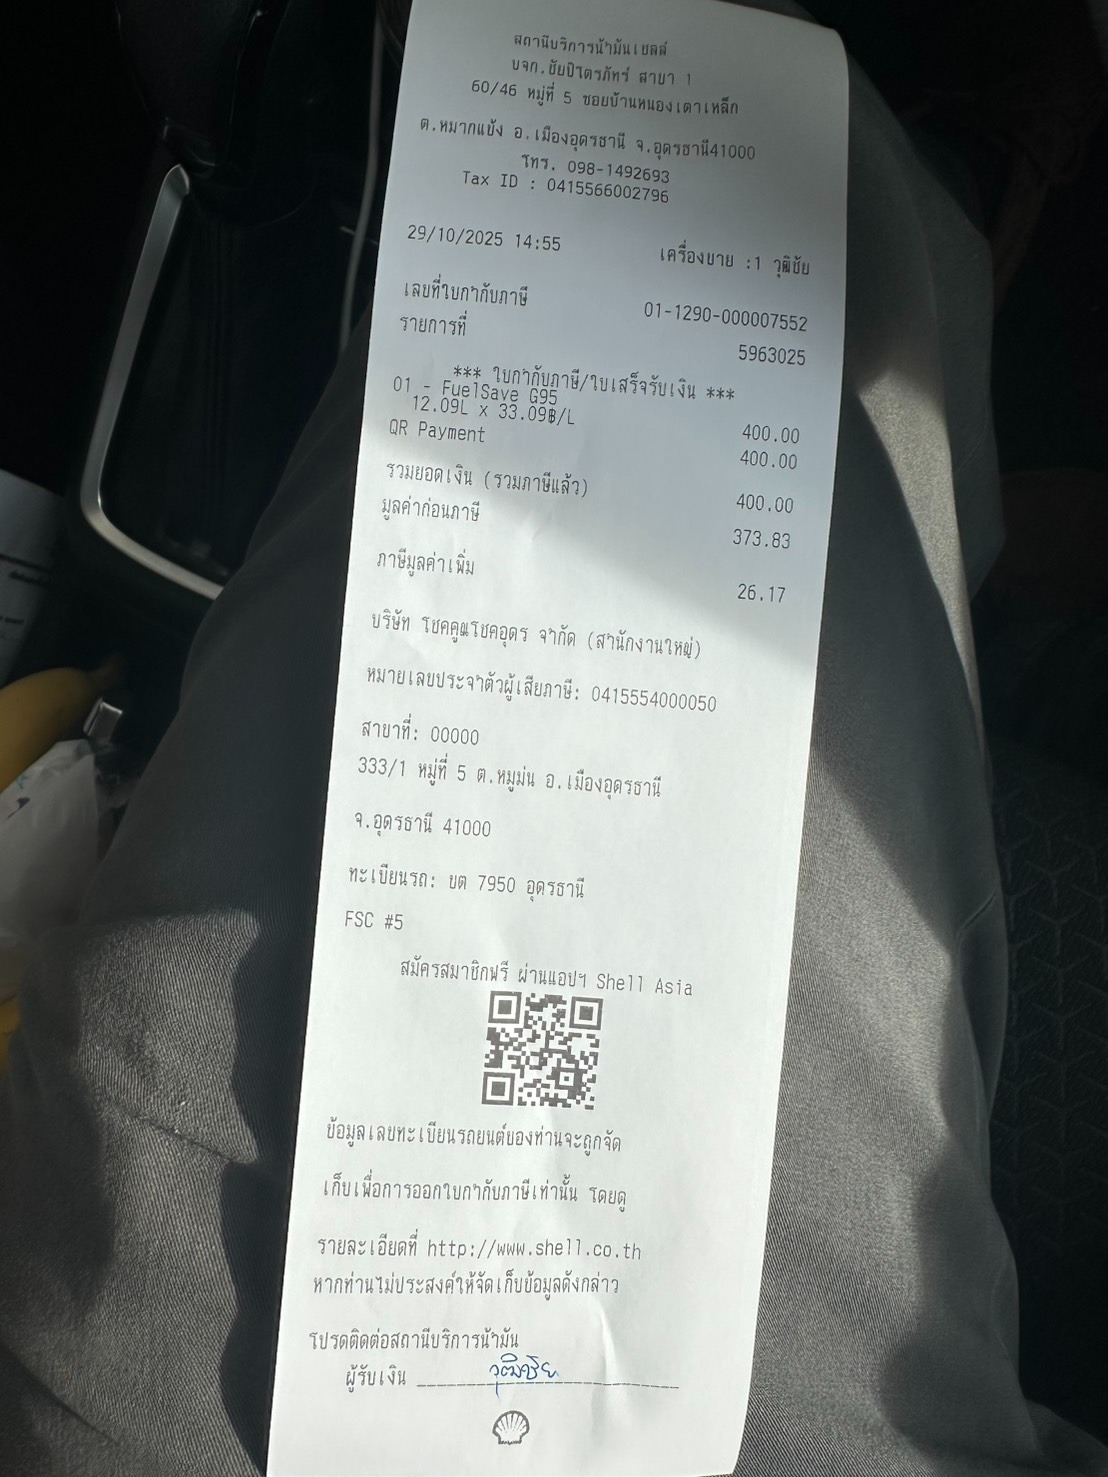 สถานีบริการน้ำมันเชลล์
บจก.ชัยปิโตรภัทร์ สาขา 1
60/46 หมู่ที่ 5 ซอยบ้านหนองเตาเหล็ก
ต.หมากแข้ง อ.เมืองอุดรธานี จ.อุดรธานี41000
โทร. 098-1492693
Tax ID : 0415566002796
29/10/2025 14:55 เครื่องขาย :1 วุฒิชัย
เลขที่ใบกำกับภาษี 01-1290-000007552
รายการที่ 5963025
*** ใบกำกับภาษี/ใบเสร็จรับเงิน ***
01 - FuelSave G95
12.09L x 33.09฿/L 400.00
QR Payment 400.00
รวมยอดเงิน (รวมภาษีแล้ว) 400.00
มูลค่าก่อนภาษี 373.83
ภาษีมูลค่าเพิ่ม 26.17
บริษัท โชคคูณโชคอุดร จำกัด (สำนักงานใหญ่)
หมายเลขประจำตัวผู้เสียภาษี: 0415554000050
สาขาที่: 00000
333/1 หมู่ที่ 5 ต.หมูม่น อ.เมืองอุดรธานี
จ.อุดรธานี 41000
ทะเบียนรถ: ขต 7950 อุดรธานี
FSC #5
สมัครสมาชิกฟรี ผ่านแอปฯ Shell Asia
ข้อมูลเลขทะเบียนรถยนต์ของท่านจะถูกจัด
เก็บเพื่อการออกใบกำกับภาษีเท่านั้น โดยดู
รายละเอียดที่ http://www.shell.co.th
หากท่านไม่ประสงค์ให้จัดเก็บข้อมูลดังกล่าว
โปรดติดต่อสถานีบริการน้ำมัน
ผู้รับเงิน วุฒิชัย